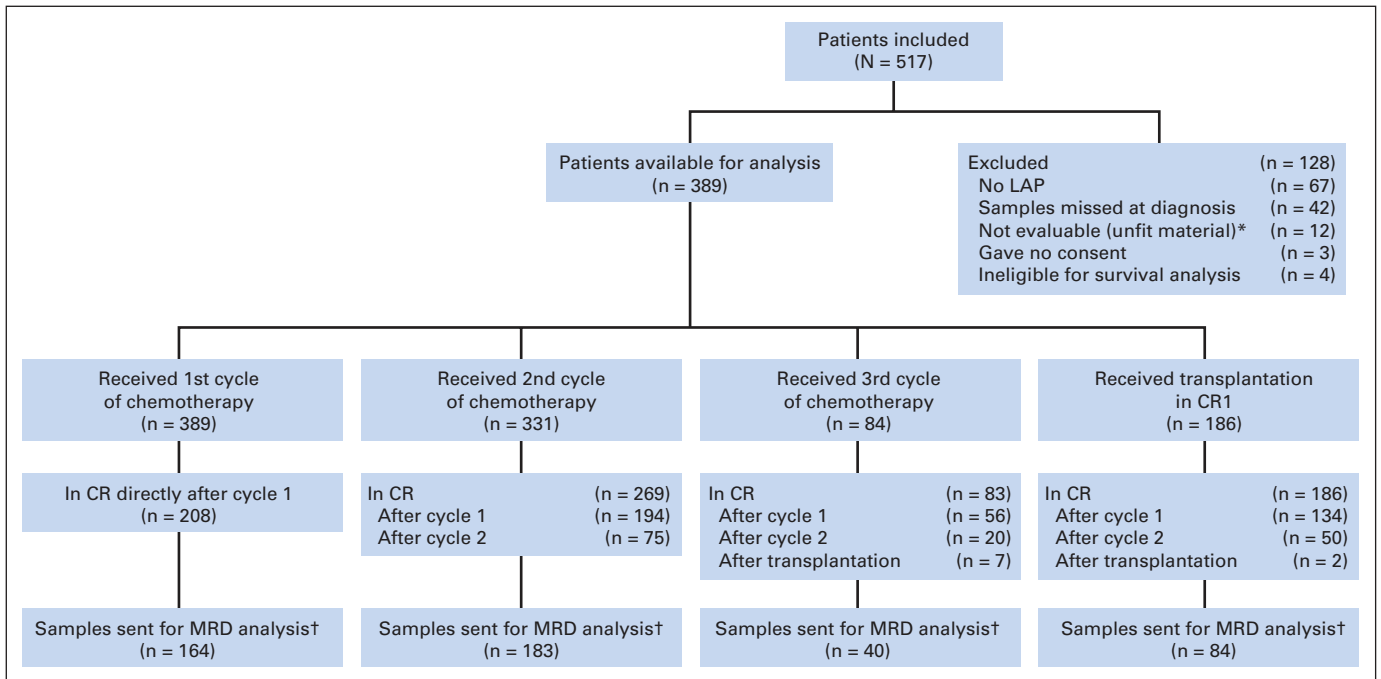 Patients included
(N = 517)
Patients available for analysis
(n = 389)
Excluded (n = 128)
No LAP (n = 67)
Samples missed at diagnosis (n = 42)
Not evaluable (unfit material)* (n = 12)
Gave no consent (n = 3)
Ineligible for survival analysis (n = 4)
Received 1st cycle
of chemotherapy
(n = 389)
Received 2nd cycle
of chemotherapy
(n = 331)
Received 3rd cycle
of chemotherapy
(n = 84)
Received transplantation
in CR1
(n = 186)
In CR directly after cycle 1
(n = 208)
In CR (n = 269)
After cycle 1 (n = 194)
After cycle 2 (n = 75)
In CR (n = 83)
After cycle 1 (n = 56)
After cycle 2 (n = 20)
After transplantation (n = 7)
In CR (n = 186)
After cycle 1 (n = 134)
After cycle 2 (n = 50)
After transplantation (n = 2)
Samples sent for MRD analysis†
(n = 164)
Samples sent for MRD analysis†
(n = 183)
Samples sent for MRD analysis†
(n = 40)
Samples sent for MRD analysis†
(n = 84)